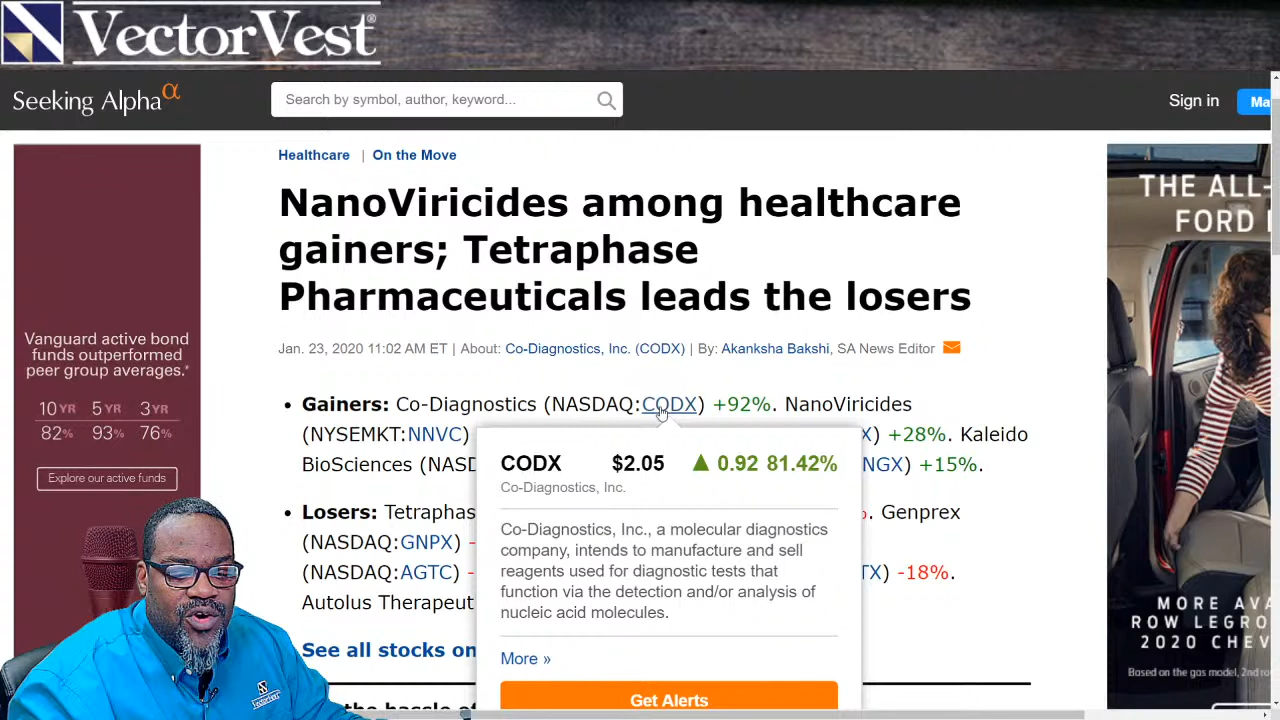 VectorVest®
Seeking Alpha α
Search by symbol, author, keyword...
Sign in
Healthcare | On the Move
NanoViricides among healthcare
gainers; Tetraphase
Pharmaceuticals leads the losers
Jan. 23, 2020 11:02 AM ET | About: Co-Diagnostics, Inc. (CODX) | By: Akanksha Bakshi, SA News Editor
• Gainers: Co-Diagnostics (NASDAQ:CODX) +92%. NanoViricides
(NYSEMKT:NNVC) +28%. Kaleido
BioSciences +15%.
CODX $2.05 ▲ 0.92 81.42%
Co-Diagnostics, Inc.
Co-Diagnostics, Inc., a molecular diagnostics
company, intends to manufacture and sell
reagents used for diagnostic tests that
function via the detection and/or analysis of
nucleic acid molecules.
More »
Get Alerts
• Losers: Genprex
(NASDAQ:GNPX)
(NASDAQ:AGTC) -18%.
Autolus
See all stocks on
Vanguard active bond
funds outperformed
peer group averages.*
10 YR 5 YR 3 YR
82% 93% 76%
Explore our active funds
THE ALL-
FORD
MORE
ROW
2020
Based on the gas model, 2nd
VectorVest